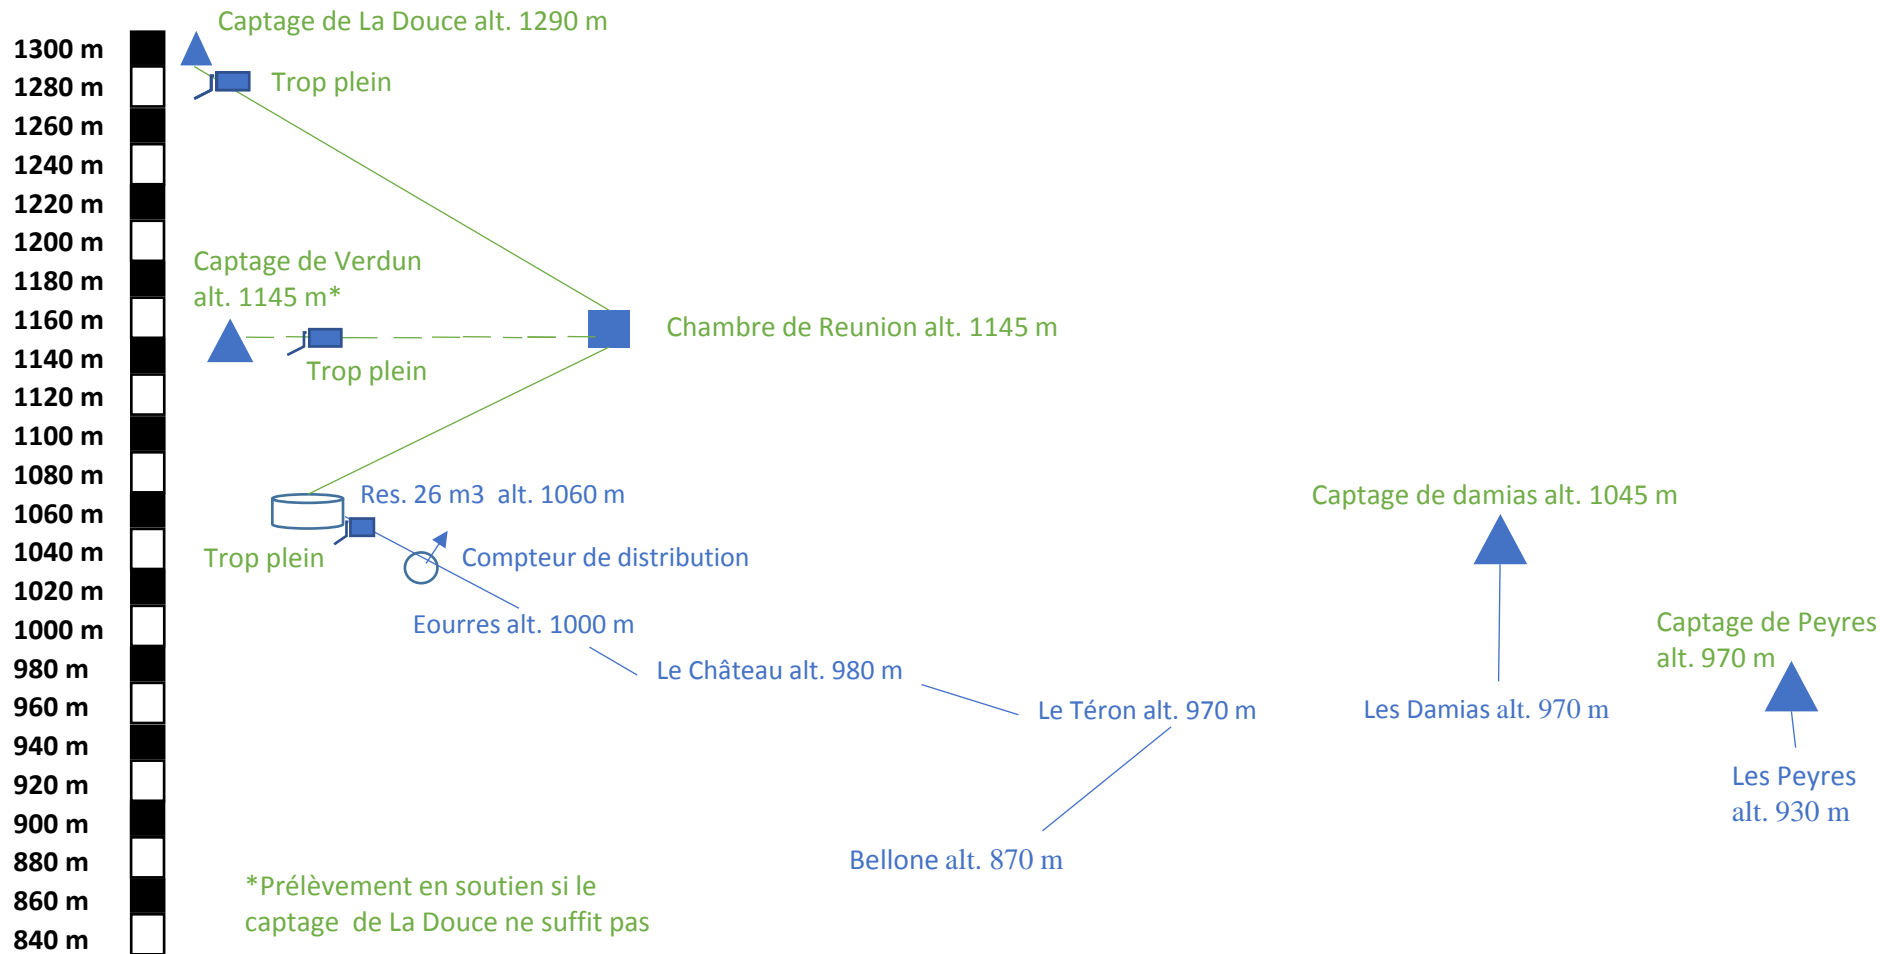 Captage de La Douce alt. 1290 m
1300 m
1280 m
Trop plein
1260 m
1240 m
1220 m
1200 m
Captage de Verdun
alt. 1145 m*
1180 m
1160 m
Chambre de Reunion alt. 1145 m
1140 m
Trop plein
1120 m
1100 m
1080 m
Res. 26 m3 alt. 1060 m
Captage de damias alt. 1045 m
1060 m
1040 m
Trop plein
Compteur de distribution
1020 m
1000 m
Eourres alt. 1000 m
Captage de Peyres
alt. 970 m
980 m
Le Château alt. 980 m
960 m
Le Téron alt. 970 m
Les Damias alt. 970 m
940 m
920 m
Les Peyres
alt. 930 m
900 m
880 m
Bellone alt. 870 m
860 m
840 m
*Prélèvement en soutien si le
captage de La Douce ne suffit pas